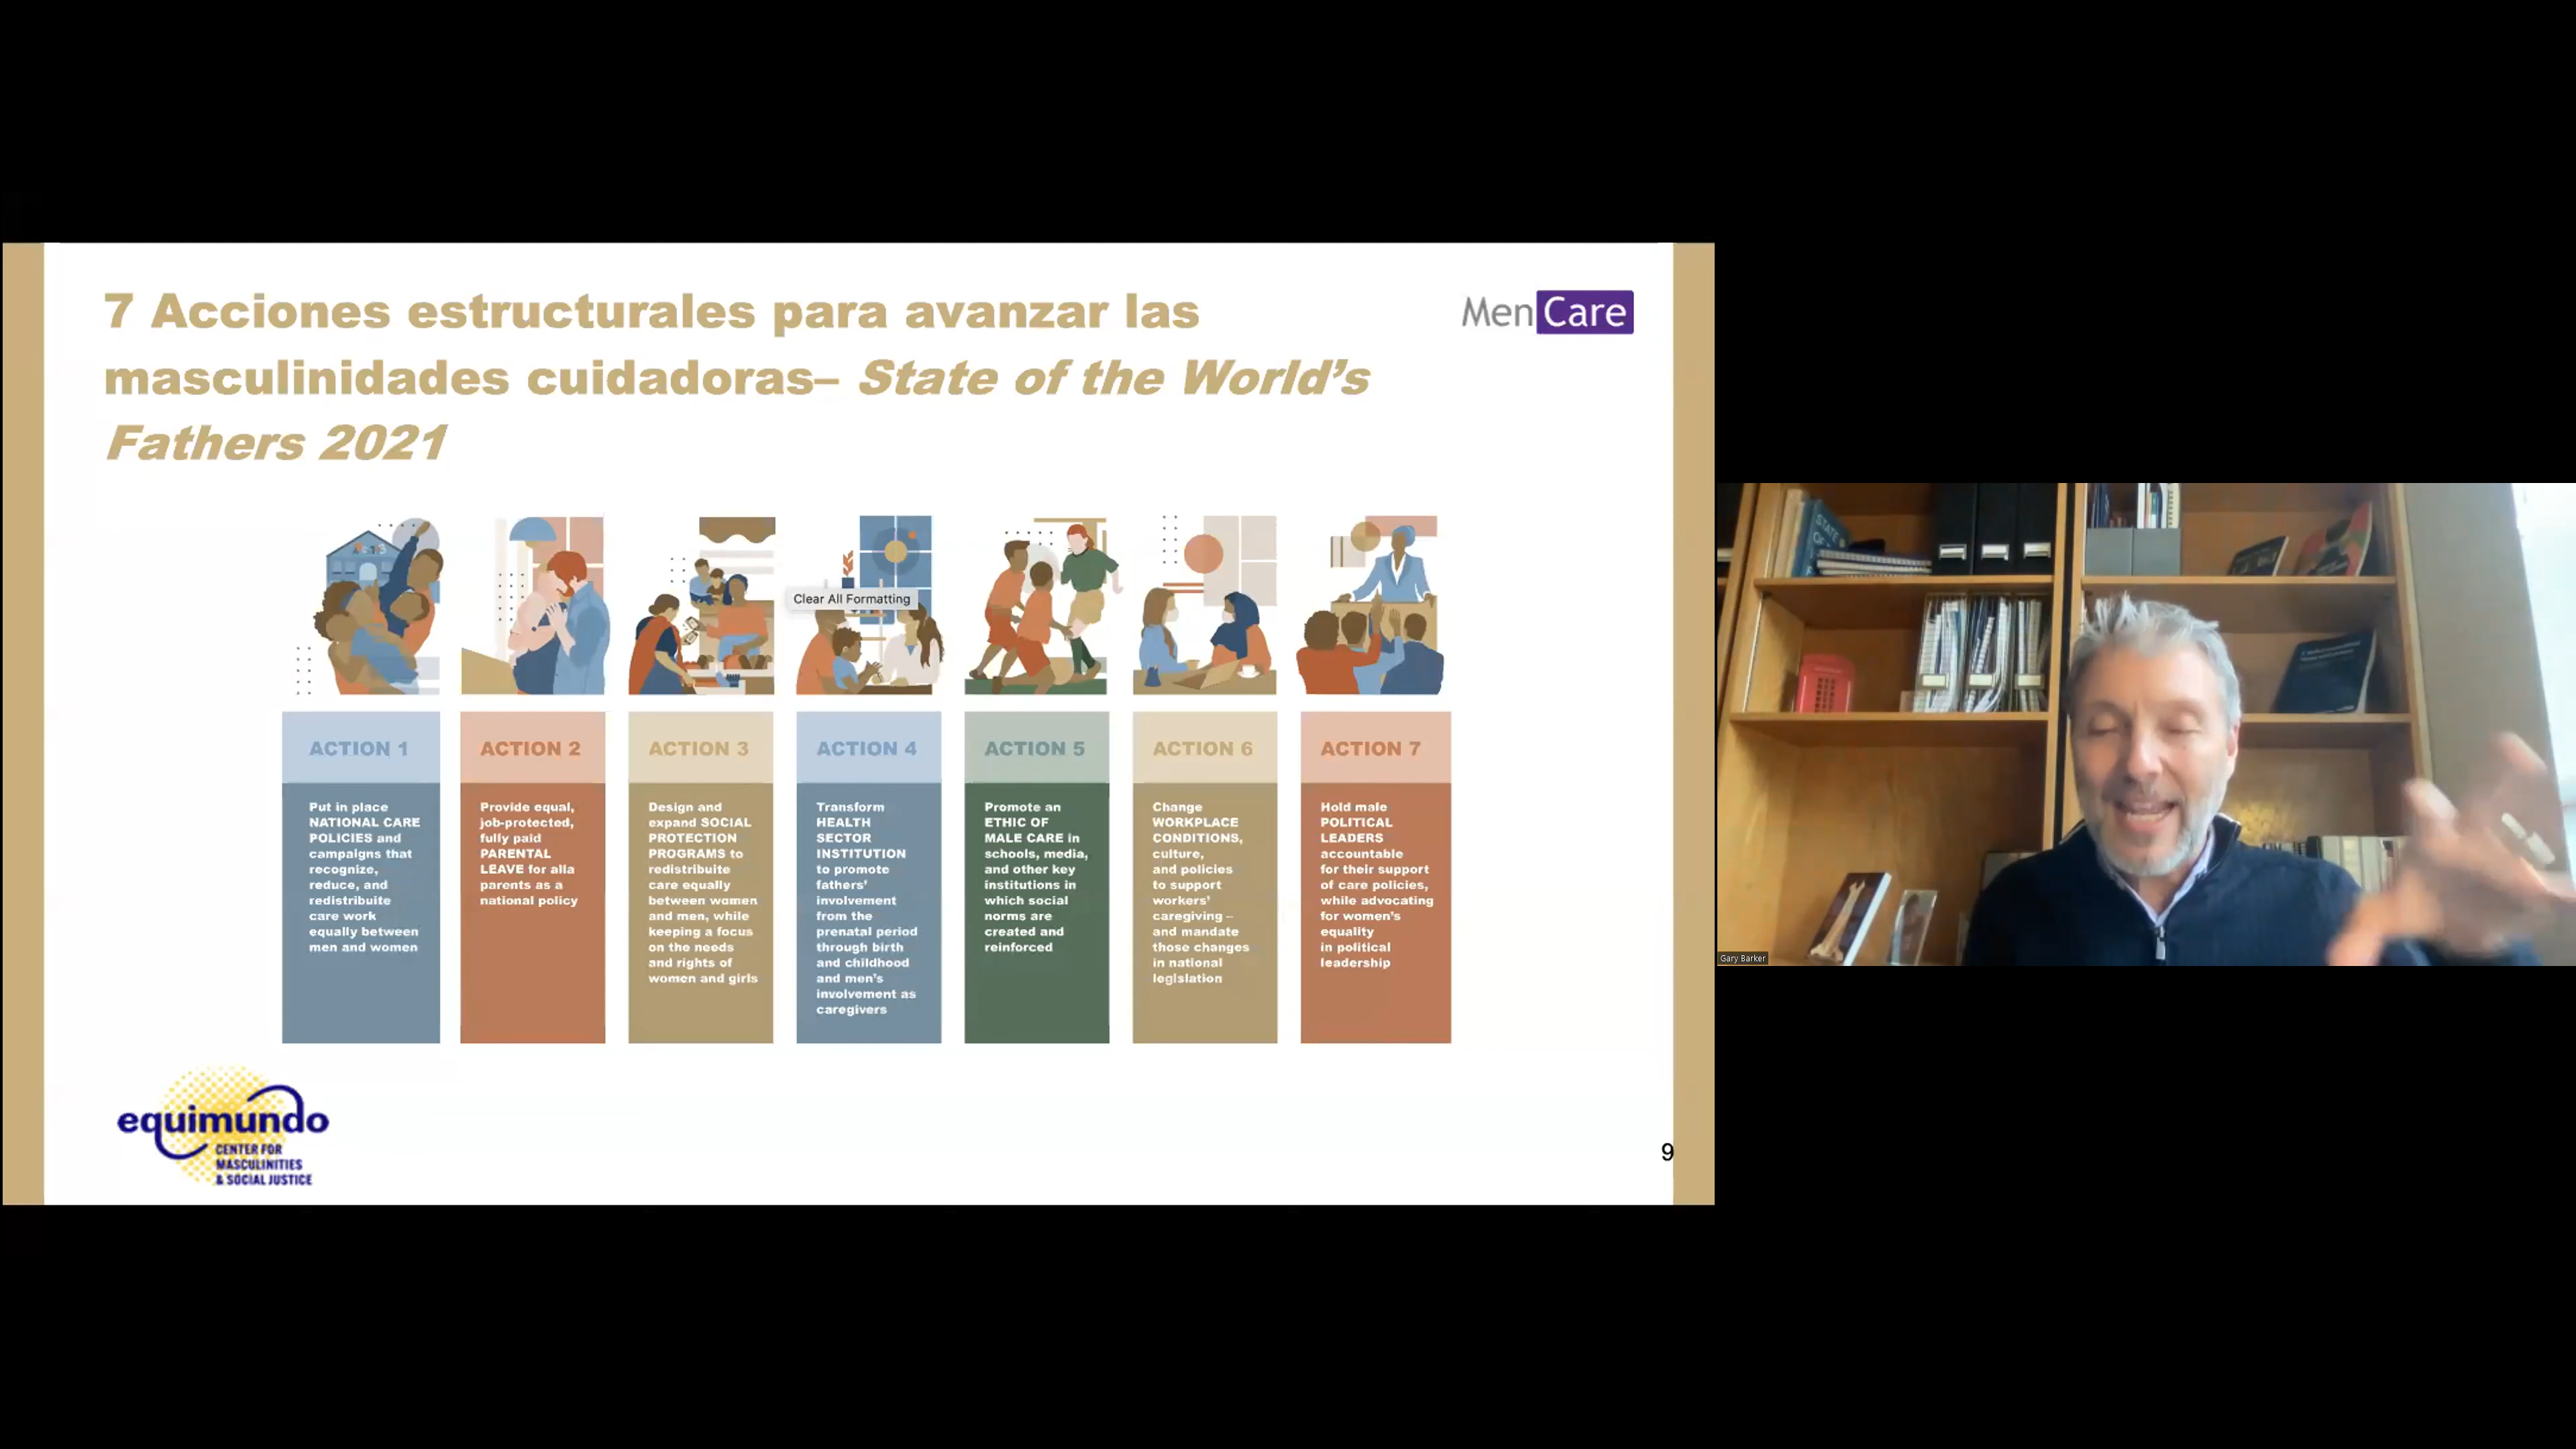 7 Acciones estructurales para avanzar las
masculinidades cuidadoras– State of the World's
Fathers 2021
MenCare
Clear All Formatting
ACTION 1
Put in place
NATIONAL CARE
POLICIES and
campaigns that
recognize,
reduce, and
redistribuite
care work
equally between
men and women
ACTION 2
Provide equal,
job-protected,
fully paid
PARENTAL
LEAVE for alla
parents as a
national policy
ACTION 3
Design and
expand SOCIAL
PROTECTION
PROGRAMS to
redistribuite
care equally
between women
and men, while
keeping a focus
on the needs
and rights of
women and girls
ACTION 4
Transform
HEALTH
SECTOR
INSTITUTION
to promote
fathers'
involvement
from the
prenatal period
through birth
and childhood
and men's
involvement as
caregivers
ACTION 5
Promote an
ETHIC OF
MALE CARE in
schools, media,
and other key
institutions in
which social
norms are
created and
reinforced
ACTION 6
Change
WORKPLACE
CONDITIONS,
culture,
and policies
to support
workers'
caregiving –
and mandate
those changes
in national
legislation
ACTION 7
Hold male
POLITICAL
LEADERS
accountable
for their support
of care policies,
while advocating
for women's
equality
in political
leadership
equimundo
CENTER FOR
MASCULINITIES
& SOCIAL JUSTICE
9
Gary Barker